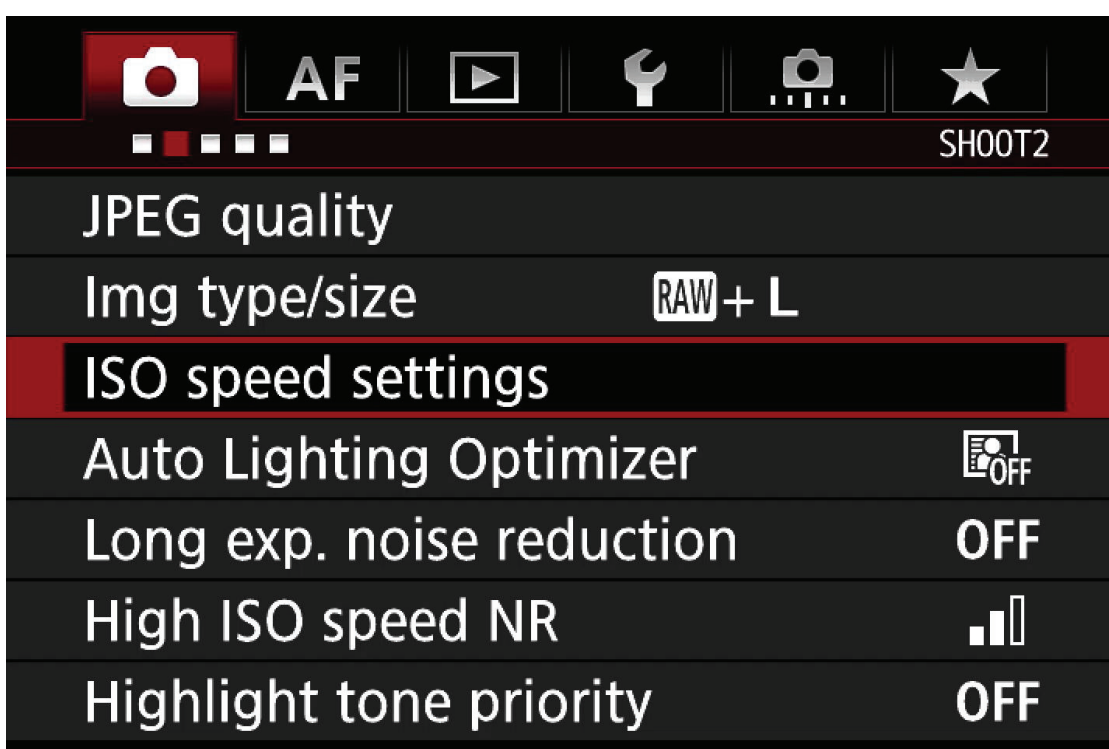 AF
SHOOT2
JPEG quality
Img type/size RAW+L
ISO speed settings
Auto Lighting Optimizer OFF
Long exp. noise reduction OFF
High ISO speed NR
Highlight tone priority OFF